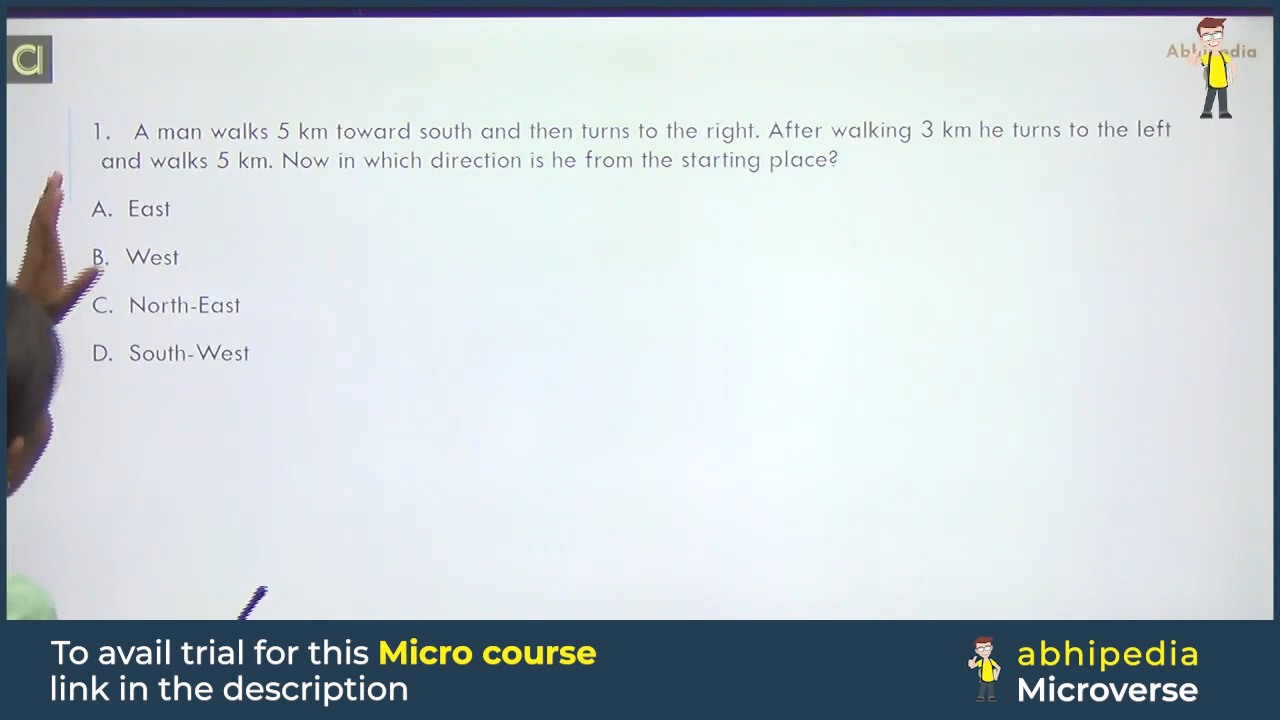 a
Abhipedia
1. A man walks 5 km toward south and then turns to the right. After walking 3 km he turns to the left
and walks 5 km. Now in which direction is he from the starting place?
A. East
B. West
C. North-East
D. South-West
To avail trial for this Micro course
link in the description
abhipedia
Microverse